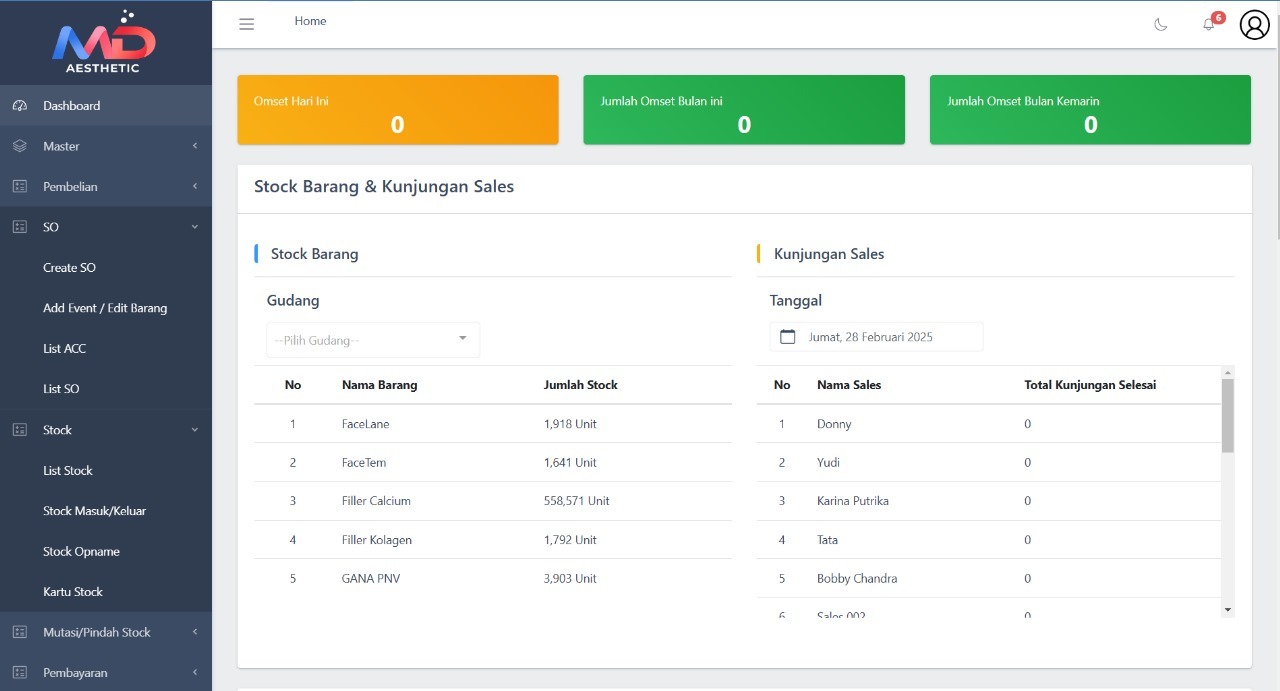 MD
AESTHETIC
Dashboard
Master
Pembelian
SO
Create SO
Add Event / Edit Barang
List ACC
List SO
Stock
List Stock
Stock Masuk/Keluar
Stock Opname
Kartu Stock
Mutasi/Pindah Stock
Pembayaran
Home
6
Omset Hari Ini
0
Jumlah Omset Bulan ini
0
Jumlah Omset Bulan Kemarin
0
Stock Barang & Kunjungan Sales
Stock Barang
Gudang
--Pilih Gudang--
No Nama Barang Jumlah Stock
1 FaceLane 1,918 Unit
2 FaceTem 1,641 Unit
3 Filler Calcium 558,571 Unit
4 Filler Kolagen 1,792 Unit
5 GANA PNV 3,903 Unit
Kunjungan Sales
Tanggal
Jumat, 28 Februari 2025
No Nama Sales Total Kunjungan Selesai
1 Donny 0
2 Yudi 0
3 Karina Putrika 0
4 Tata 0
5 Bobby Chandra 0
6 Sales 002 0